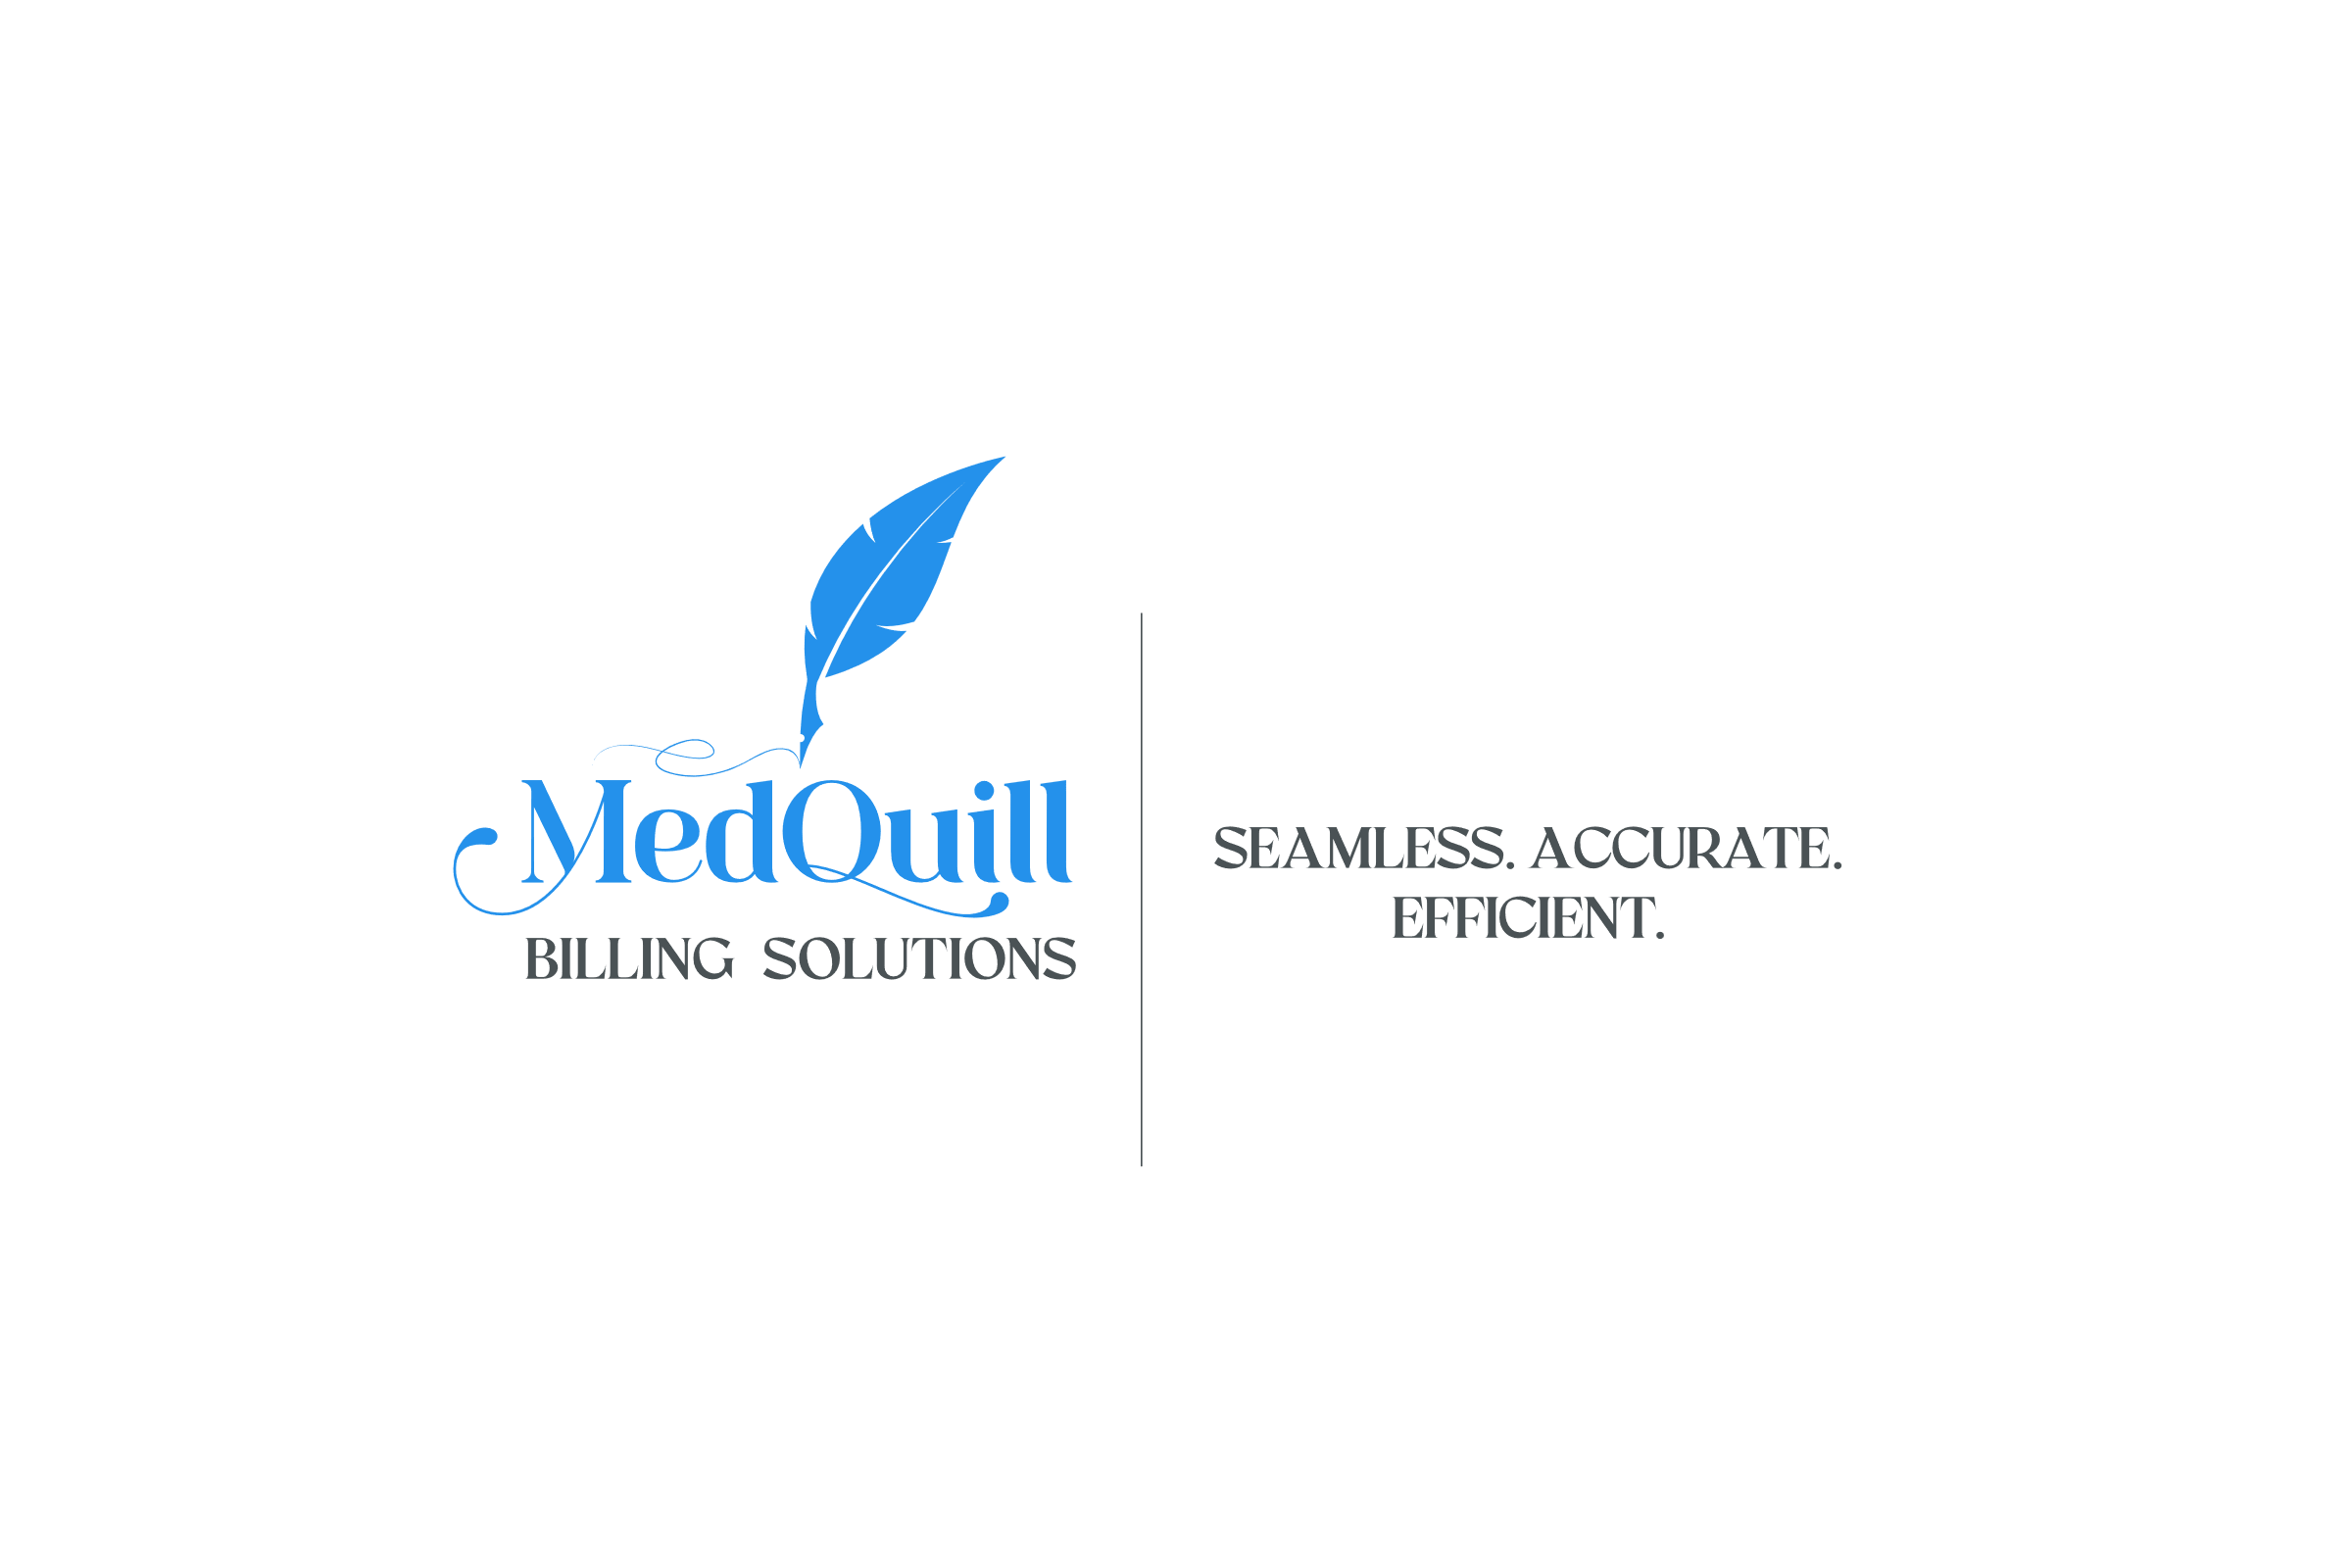 MedQuill
BILLING SOLUTIONS
SEAMLESS. ACCURATE.
EFFICIENT.